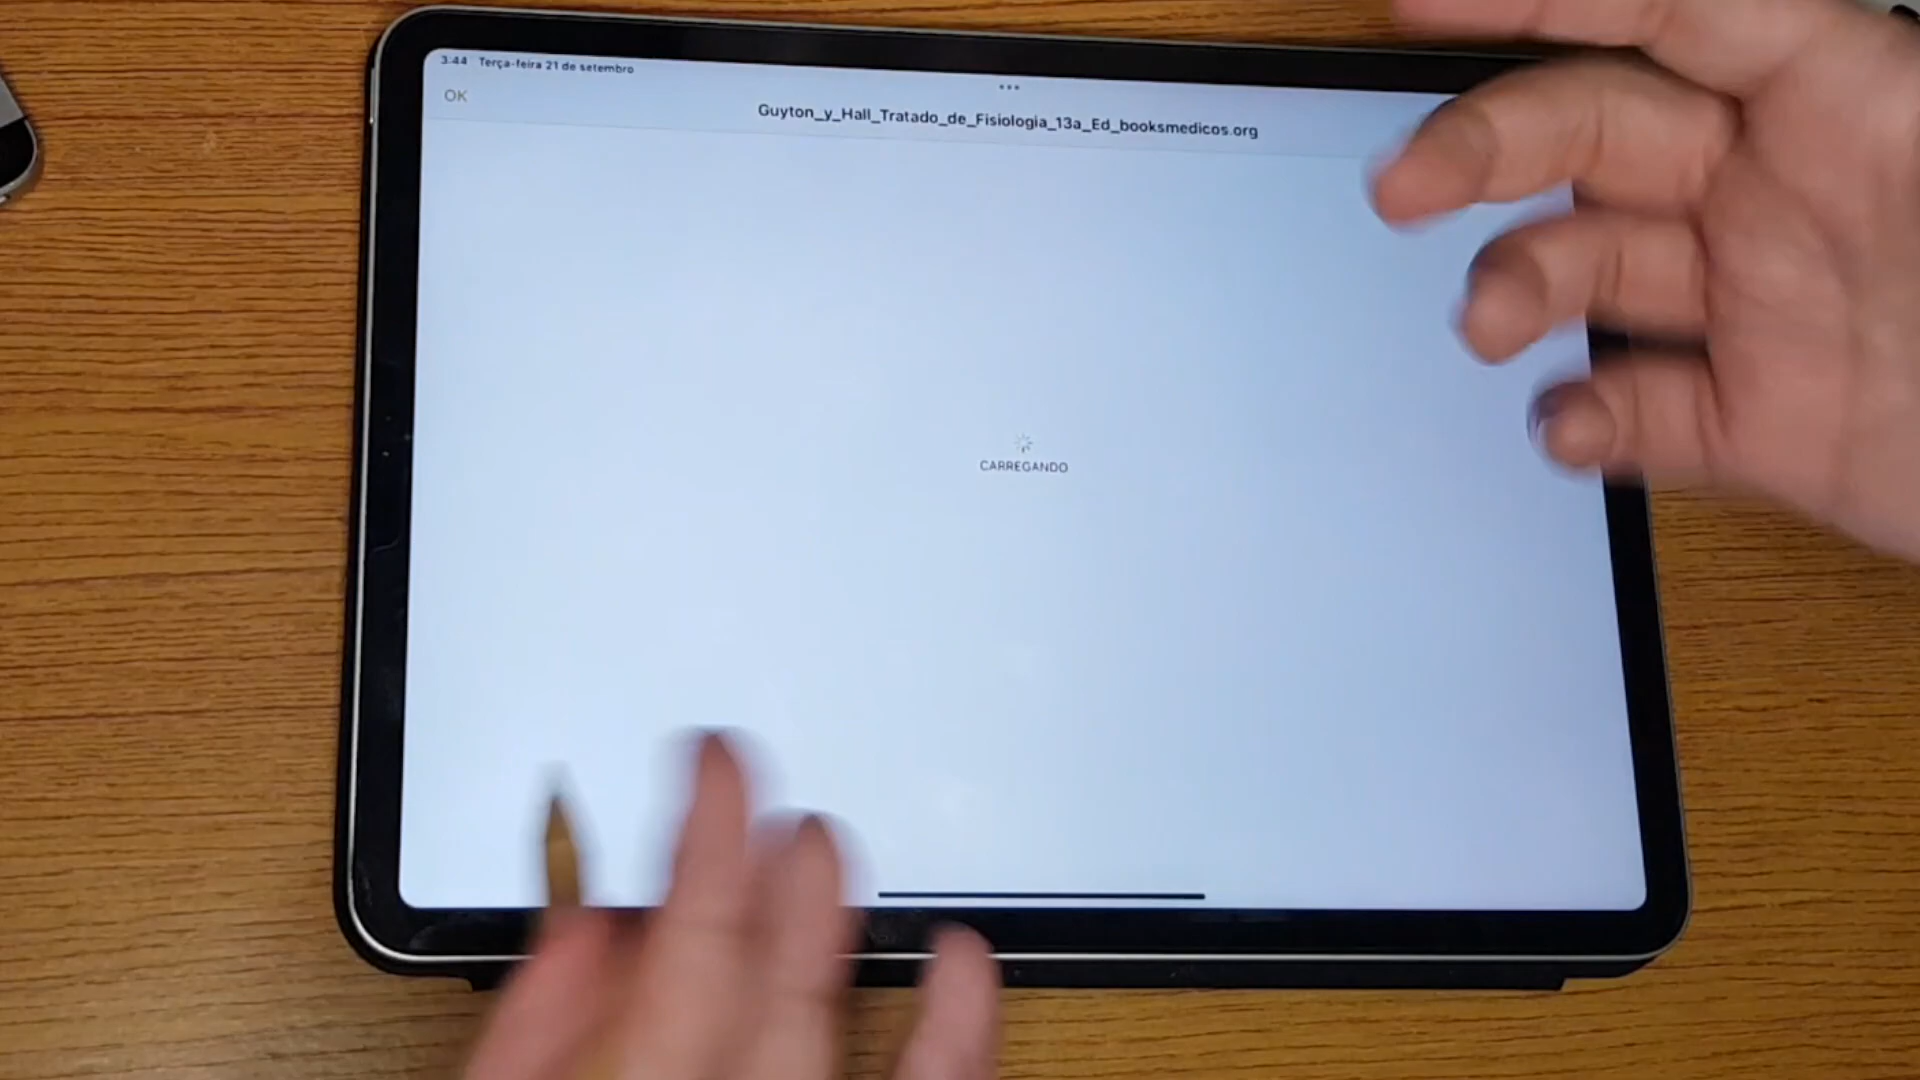 3:44 Terça-feira 21 de setembro
OK
Guyton_y_Hall_Tratado_de_Fisiologia_13a_Ed_booksmedicos.org
CARREGANDO